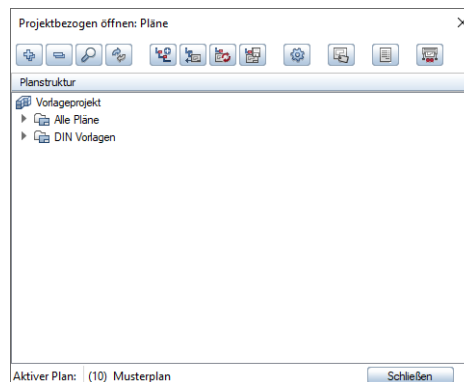 Projektbezogen öffnen: Pläne
Planstruktur
Vorlageprojekt
Alle Pläne
DIN Vorlagen
Aktiver Plan: (10) Musterplan Schließen